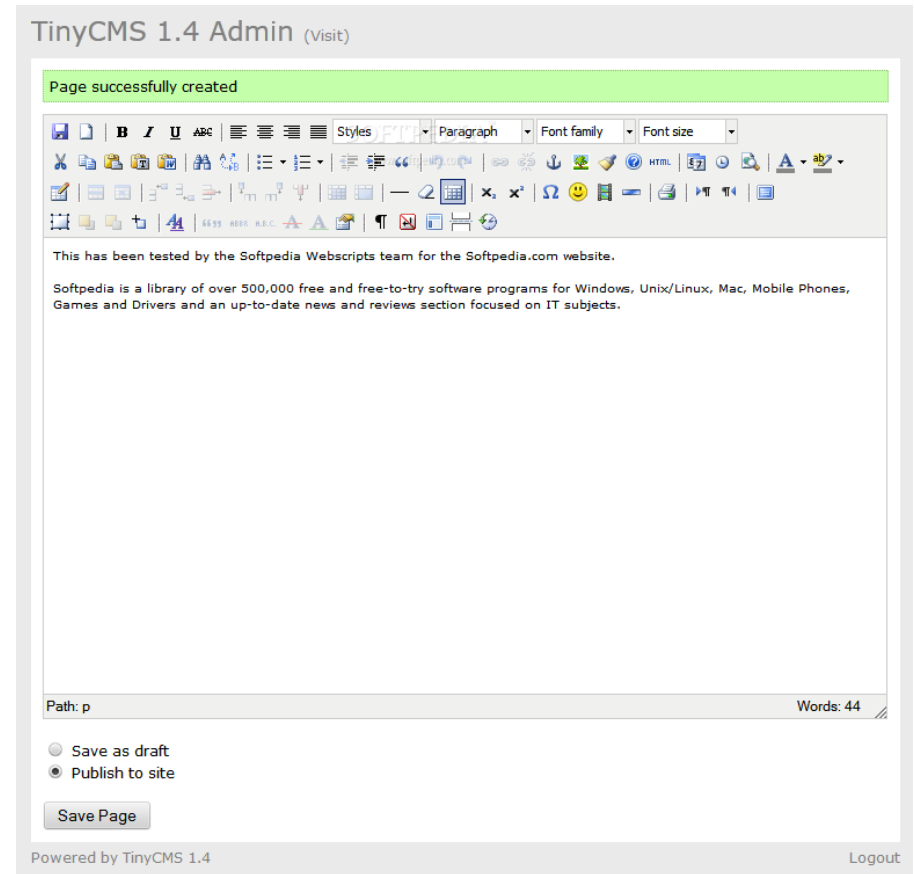 TinyCMS 1.4 Admin (Visit)
Page successfully created
B I U ABC Styles Paragraph Font family Font size
HTML
This has been tested by the Softpedia Webscripts team for the Softpedia.com website.
Softpedia is a library of over 500,000 free and free-to-try software programs for Windows, Unix/Linux, Mac, Mobile Phones,
Games and Drivers and an up-to-date news and reviews section focused on IT subjects.
Path: p Words: 44
Save as draft
Publish to site
Save Page
Powered by TinyCMS 1.4 Logout